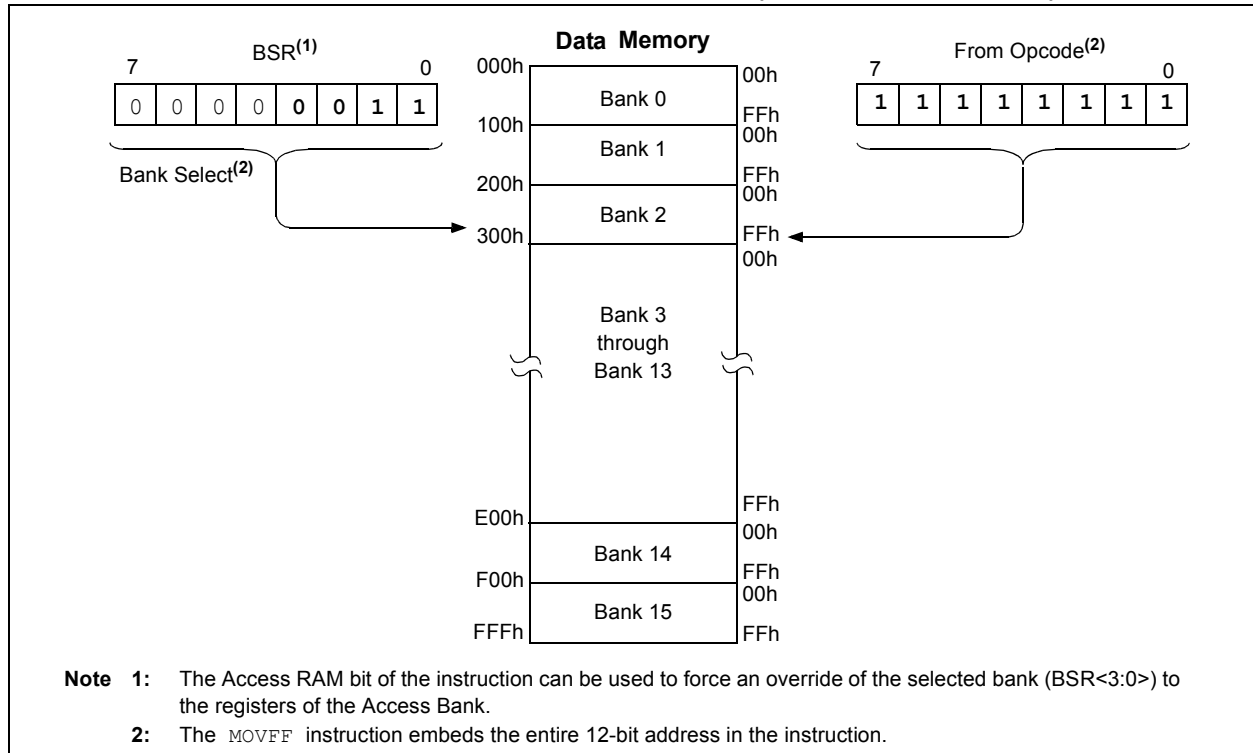 Data Memory
BSR(1)
7 0
0 0 0 0 0 0 1 1
Bank Select(2)
From Opcode(2)
7 0
1 1 1 1 1 1 1 1
000h
00h
Bank 0
FFh
100h
00h
Bank 1
FFh
200h
00h
Bank 2
FFh
300h
00h
Bank 3
through
Bank 13
FFh
E00h
00h
Bank 14
FFh
F00h
00h
Bank 15
FFFh
FFh
Note 1: The Access RAM bit of the instruction can be used to force an override of the selected bank (BSR<3:0>) to
the registers of the Access Bank.
2: The MOVFF instruction embeds the entire 12-bit address in the instruction.